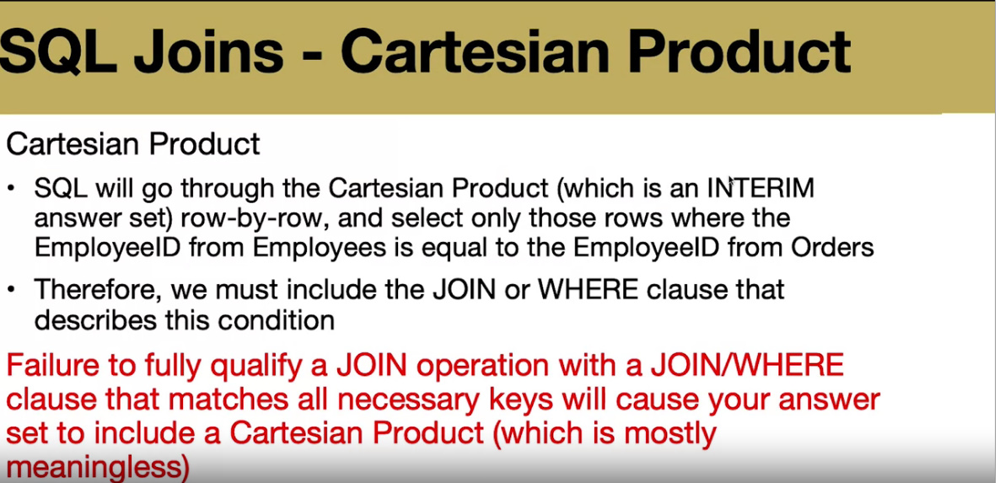 SQL Joins - Cartesian Product
Cartesian Product
• SQL will go through the Cartesian Product (which is an INTERIM
answer set) row-by-row, and select only those rows where the
EmployeeID from Employees is equal to the EmployeeID from Orders
• Therefore, we must include the JOIN or WHERE clause that
describes this condition
Failure to fully qualify a JOIN operation with a JOIN/WHERE
clause that matches all necessary keys will cause your answer
set to include a Cartesian Product (which is mostly
meaningless)